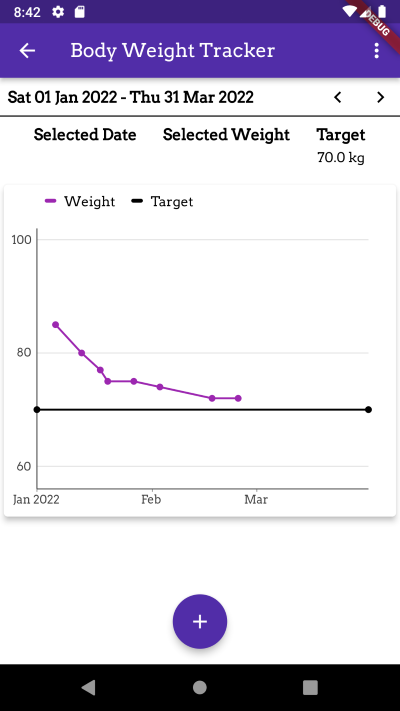 8:42
DEBUG
Body Weight Tracker
Sat 01 Jan 2022 - Thu 31 Mar 2022
Selected Date Selected Weight Target
70.0 kg
Weight Target
100
80
60
Jan 2022 Feb Mar